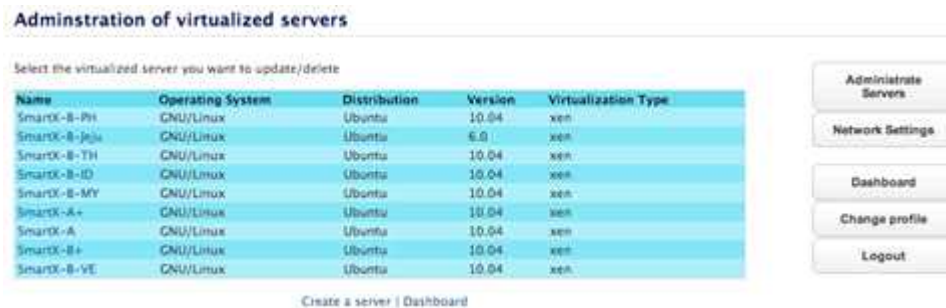 Adminstration of virtualized servers
Select the virtualized server you want to update/delete
Name Operating System Distribution Version Virtualization Type
SmartX-B-PH GNU/Linux Ubuntu 10.04 xen
SmartX-B-Jeju GNU/Linux Ubuntu 6.0 xen
SmartX-B-TH GNU/Linux Ubuntu 10.04 xen
SmartX-B-ID GNU/Linux Ubuntu 10.04 xen
SmartX-B-MY GNU/Linux Ubuntu 10.04 xen
SmartX-A+ GNU/Linux Ubuntu 10.04 xen
SmartX-A GNU/Linux Ubuntu 10.04 xen
SmartX-B+ GNU/Linux Ubuntu 10.04 xen
SmartX-B-VE GNU/Linux Ubuntu 10.04 xen
Create a server | Dashboard
Administrate
Servers
Network Settings
Dashboard
Change profile
Logout